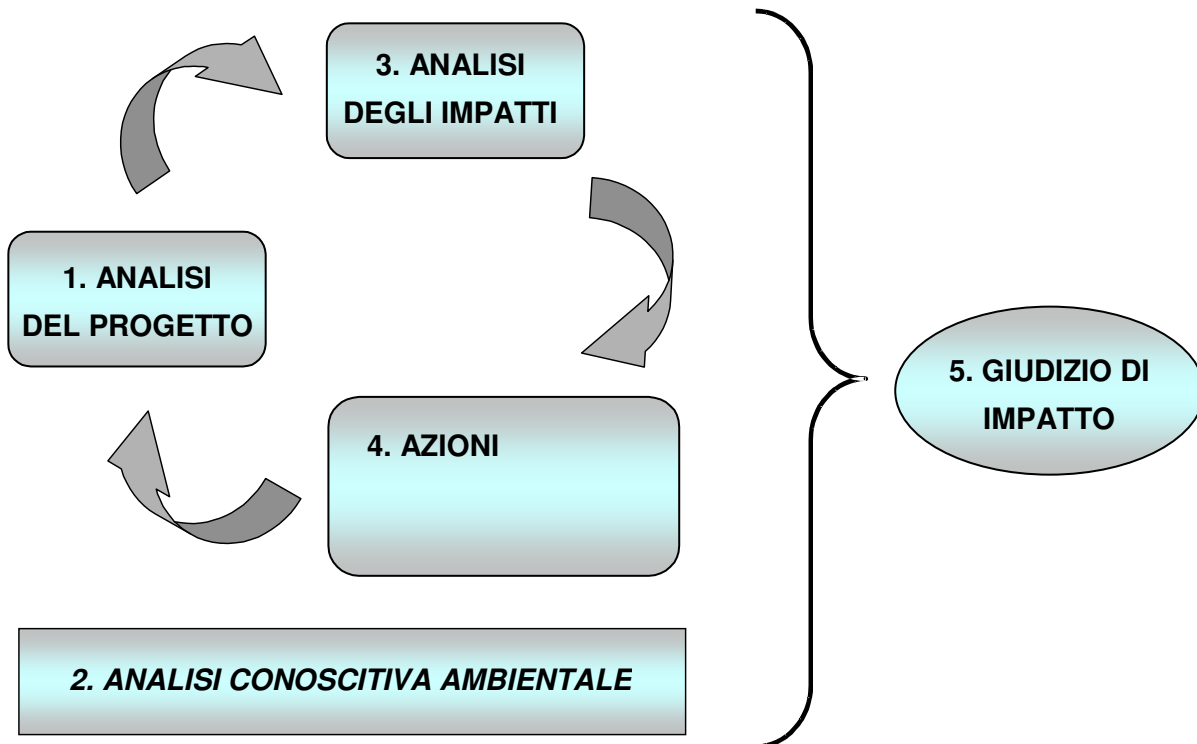 3. ANALISI
DEGLI IMPATTI
1. ANALISI
DEL PROGETTO
5. GIUDIZIO DI
IMPATTO
4. AZIONI
2. ANALISI CONOSCITIVA AMBIENTALE